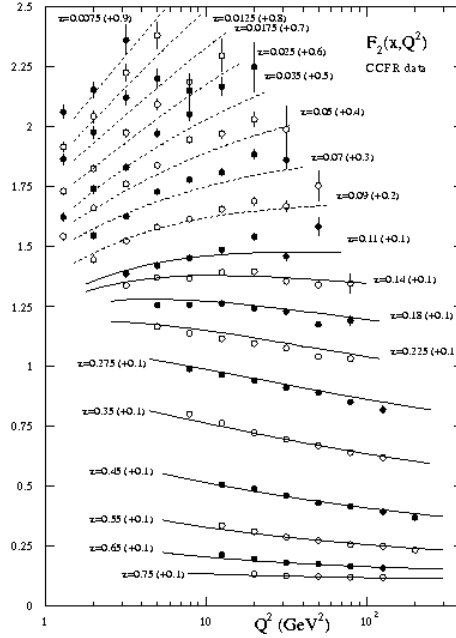 F2(x,Q²)
CCFR data
x=0.0075 (+0.9)
x=0.0125 (+0.8)
x=0.0175 (+0.7)
x=0.025 (+0.6)
x=0.035 (+0.5)
x=0.05 (+0.4)
x=0.07 (+0.3)
x=0.09 (+0.2)
x=0.11 (+0.1)
x=0.14 (+0.1)
x=0.18 (+0.1)
x=0.225 (+0.1
x=0.275 (+0.1)
x=0.35 (+0.1)
x=0.45 (+0.1)
x=0.55 (+0.1)
x=0.65 (+0.1)
x=0.75 (+0.1)
2.5
2.25
2
1.75
1.5
1.25
1
0.75
0.5
0.25
0
1
10
10²
Q² (GeV²)